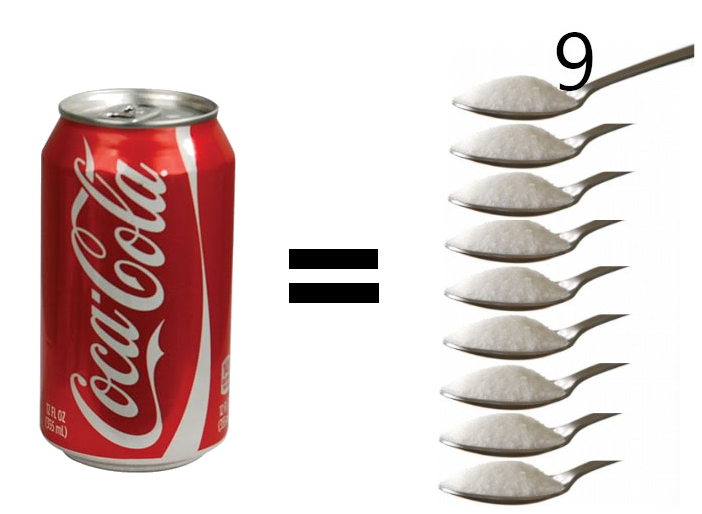 9
Coca-Cola
12 FL OZ
(355 mL)